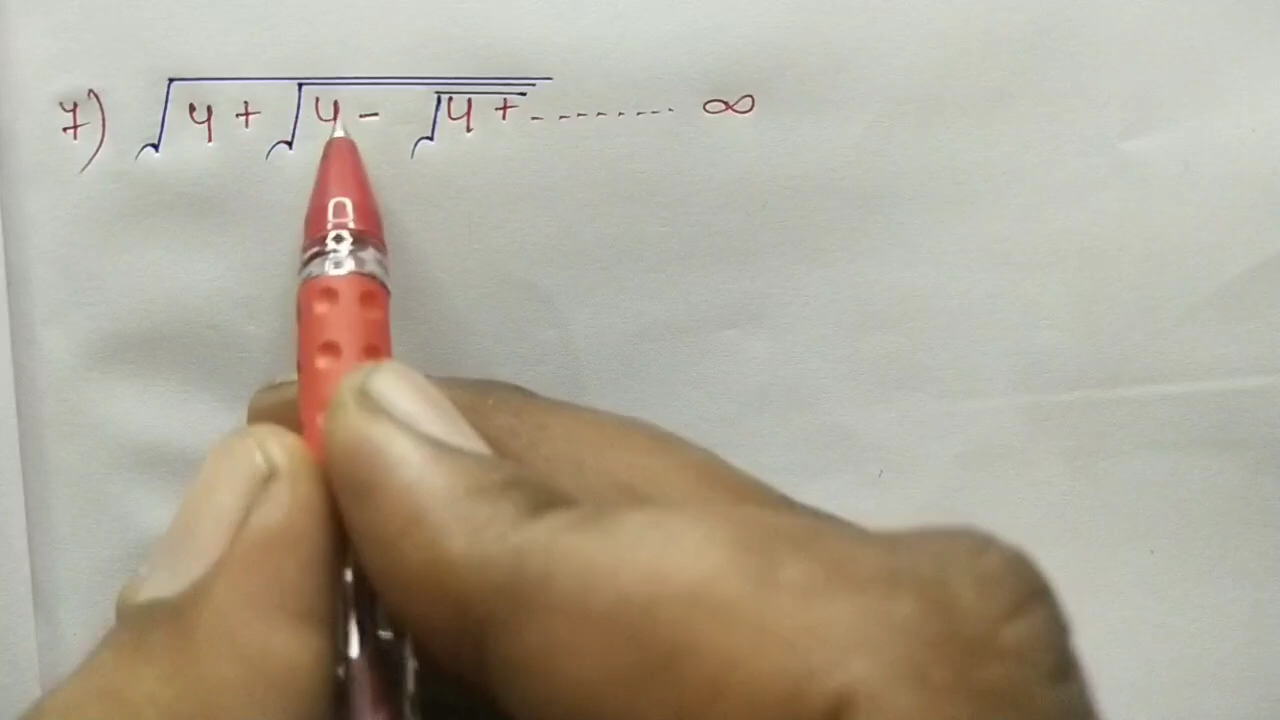 7) √4 + √4 - √4 + -------- ∞